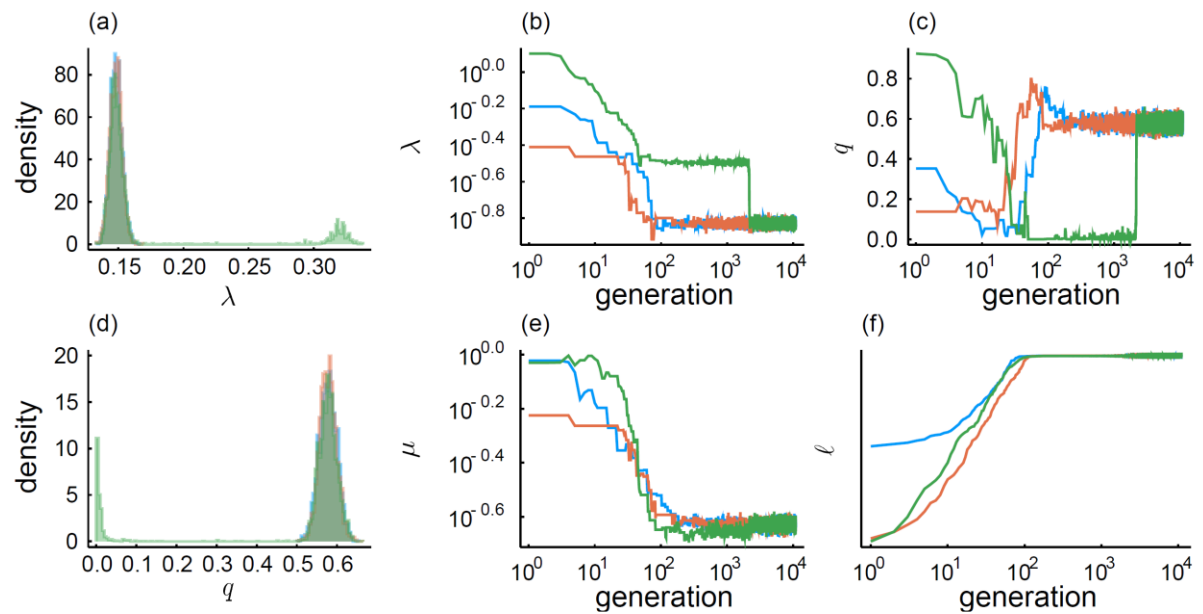 (a)
density
80
60
40
20
0
0.15 0.20 0.25 0.30
λ
(b)
λ
10^0.0
10^-0.2
10^-0.4
10^-0.6
10^-0.8
10^0 10^1 10^2 10^3 10^4
generation
(c)
q
0.8
0.6
0.4
0.2
0.0
10^0 10^1 10^2 10^3 10^4
generation
(d)
density
20
15
10
5
0
0.0 0.1 0.2 0.3 0.4 0.5 0.6
q
(e)
μ
10^0.0
10^-0.2
10^-0.4
10^-0.6
10^0 10^1 10^2 10^3 10^4
generation
(f)
ℓ
10^0 10^1 10^2 10^3 10^4
generation